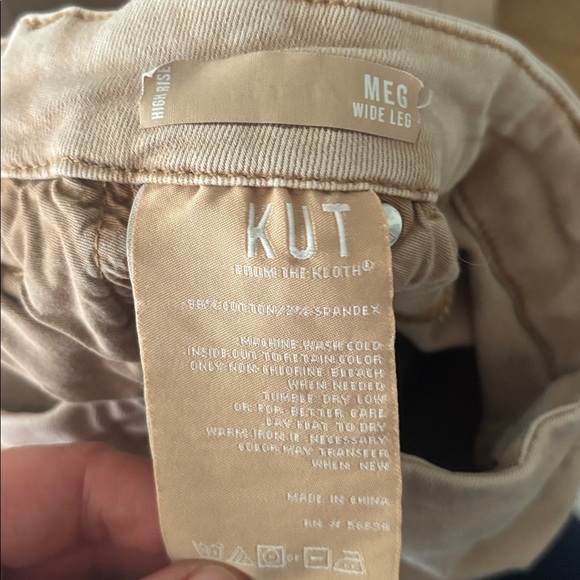 HIGH RISE
MEG
WIDE LEG
KUT
FROM THE KLOTH®
98% COTTON/2% SPANDEX
MACHINE WASH COLD
INSIDE OUT TO RETAIN COLOR
ONLY NON-CHLORINE BLEACH
WHEN NEEDED
TUMBLE DRY LOW
OR FOR BETTER CARE
LAY FLAT TO DRY
WARM IRON IF NECESSARY
COLOR MAY TRANSFER
WHEN NEW
MADE IN CHINA
RN #
OR